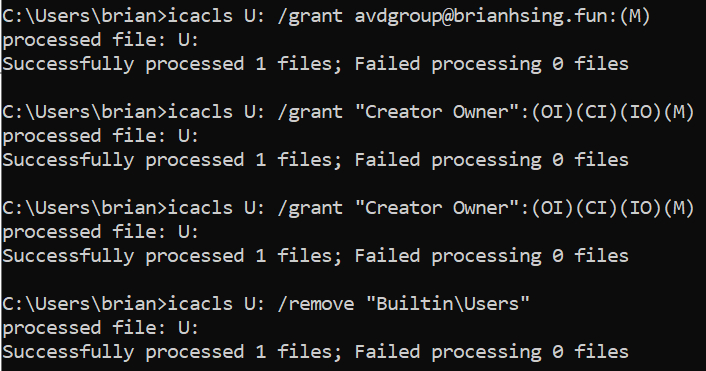 C:\Users\brian>icacls U: /grant avdgroup@brianhsing.fun:(M)
processed file: U:
Successfully processed 1 files; Failed processing 0 files
C:\Users\brian>icacls U: /grant "Creator Owner":(OI)(CI)(IO)(M)
processed file: U:
Successfully processed 1 files; Failed processing 0 files
C:\Users\brian>icacls U: /grant "Creator Owner":(OI)(CI)(IO)(M)
processed file: U:
Successfully processed 1 files; Failed processing 0 files
C:\Users\brian>icacls U: /remove "Builtin\Users"
processed file: U:
Successfully processed 1 files; Failed processing 0 files